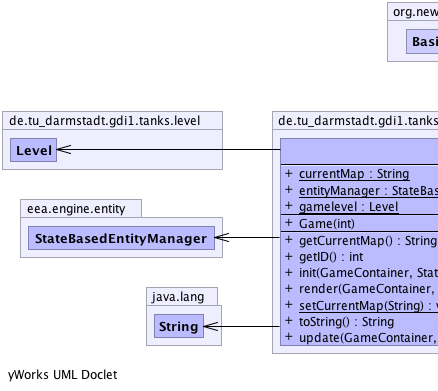 org.new
Basi
de.tu_darmstadt.gdi1.tanks.level
Level
de.tu_darmstadt.gdi1.tanks
+ currentMap : String
+ entityManager : StateBas
+ gamelevel : Level
+ Game(int)
+ getCurrentMap() : String
+ getID() : int
+ init(GameContainer, Stat
+ render(GameContainer,
+ setCurrentMap(String) :
+ toString() : String
+ update(GameContainer,
eea.engine.entity
StateBasedEntityManager
java.lang
String
yWorks UML Doclet